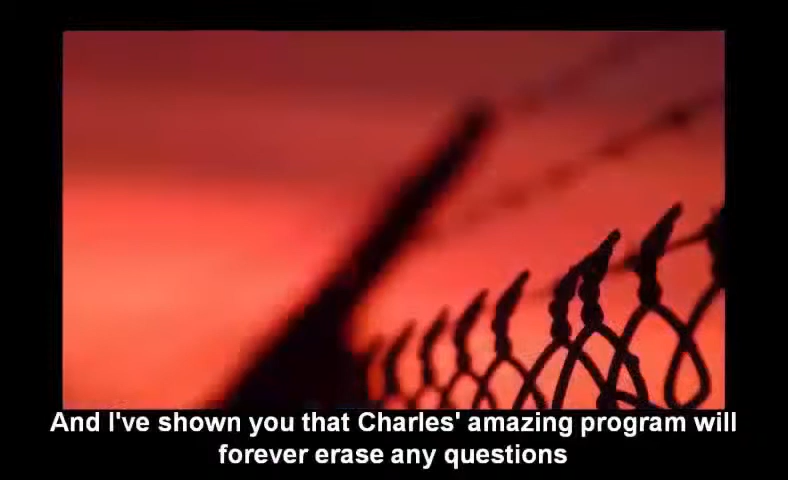 And I've shown you that Charles' amazing program will
forever erase any questions